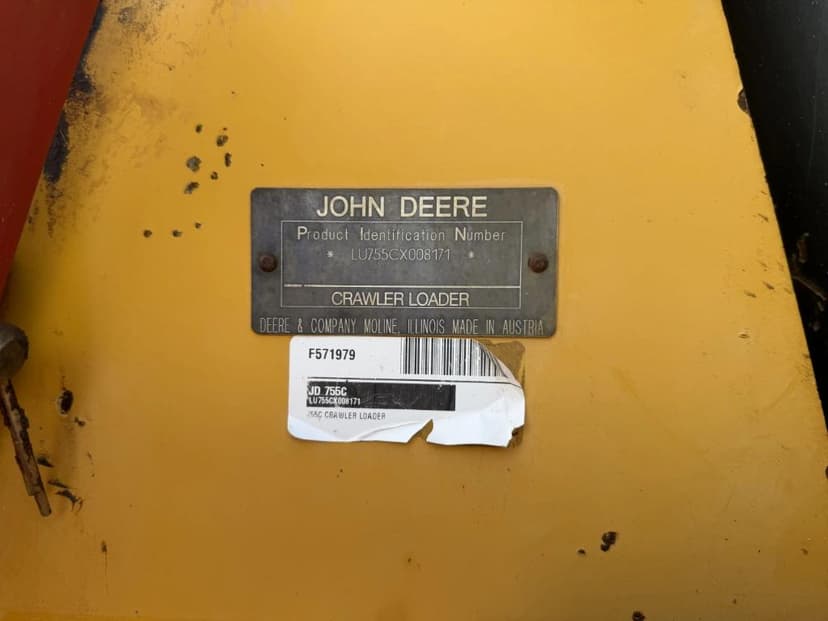 JOHN DEERE
Product Identification Number
* LU755CX008171 *
CRAWLER LOADER
DEERE & COMPANY MOLINE, ILLINOIS MADE IN AUSTRIA
F571979
JD 755C
LU755CX008171
755C CRAWLER LOADER